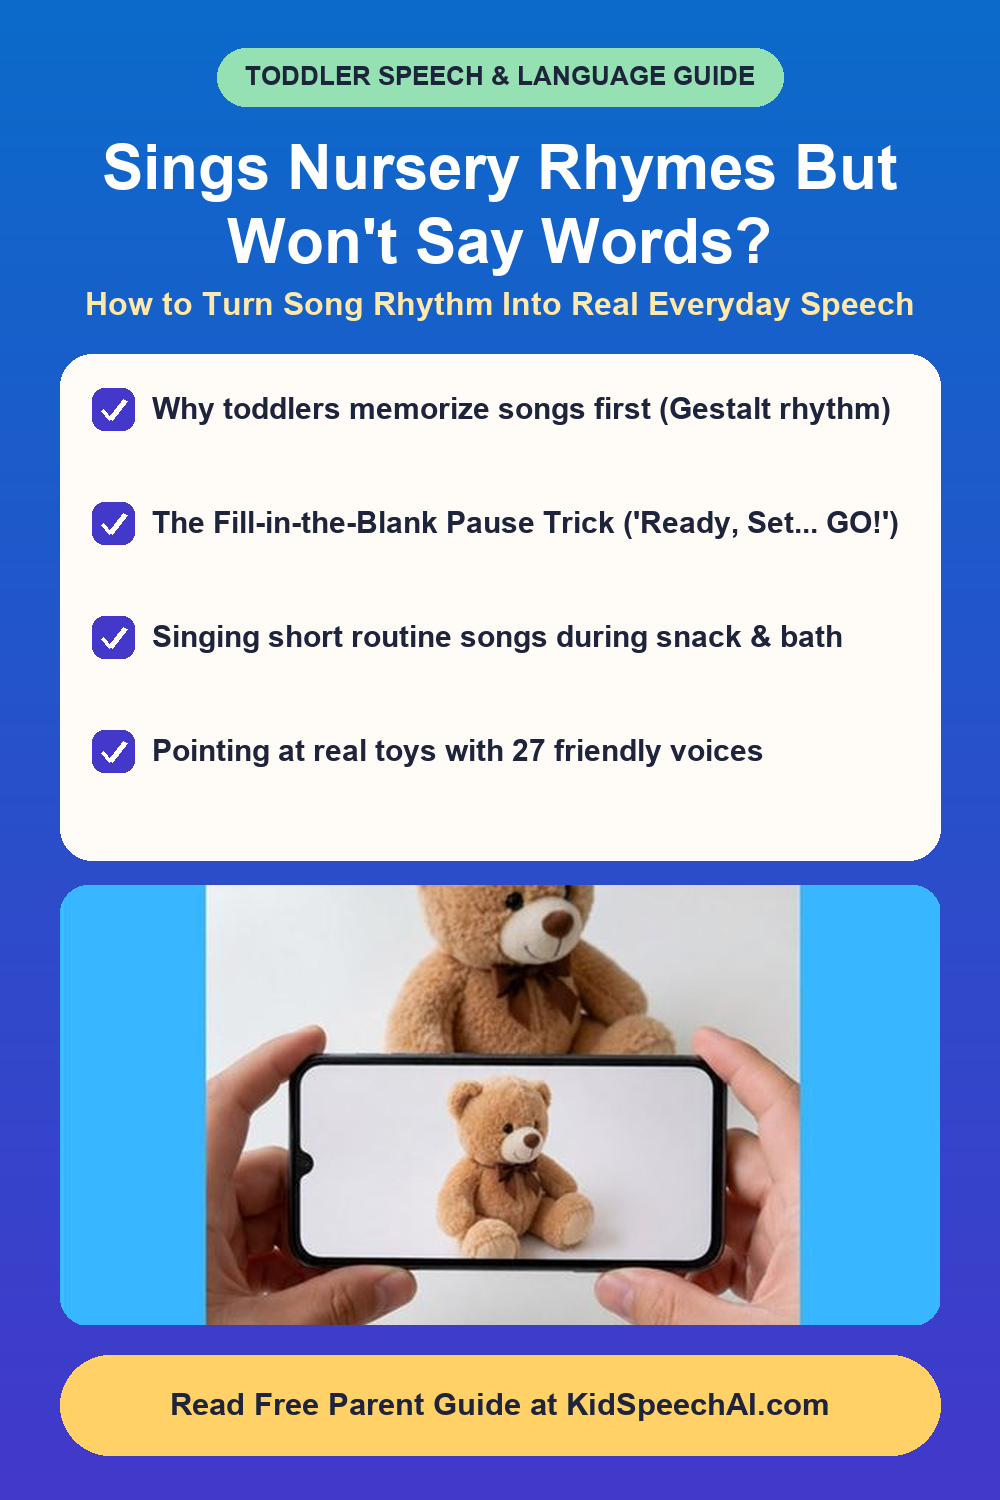 TODDLER SPEECH & LANGUAGE GUIDE
Sings Nursery Rhymes But
Won't Say Words?
How to Turn Song Rhythm Into Real Everyday Speech
Why toddlers memorize songs first (Gestalt rhythm)
The Fill-in-the-Blank Pause Trick ('Ready, Set... GO!')
Singing short routine songs during snack & bath
Pointing at real toys with 27 friendly voices
Read Free Parent Guide at KidSpeechAI.com